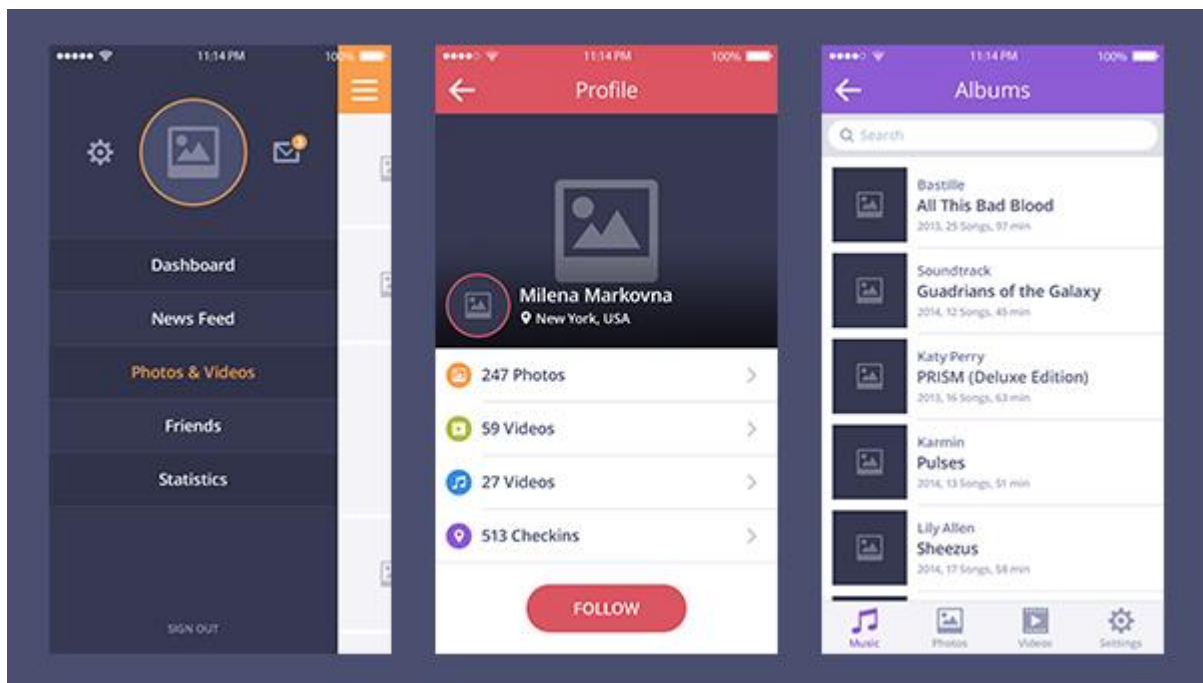 11:14 PM
100%
3
Dashboard
News Feed
Photos & Videos
Friends
Statistics
SIGN OUT
11:14 PM
100%
Profile
Milena Markovna
New York, USA
247 Photos
59 Videos
27 Videos
513 Checkins
FOLLOW
11:14 PM
100%
Albums
Search
Bastille
All This Bad Blood
2013, 25 Songs, 97 min
Soundtrack
Guadrians of the Galaxy
2014, 12 Songs, 45 min
Katy Perry
PRISM (Deluxe Edition)
2013, 16 Songs, 63 min
Karmin
Pulses
2014, 13 Songs, 51 min
Lily Allen
Sheezus
2014, 17 Songs, 58 min
Music
Photos
Videos
Settings